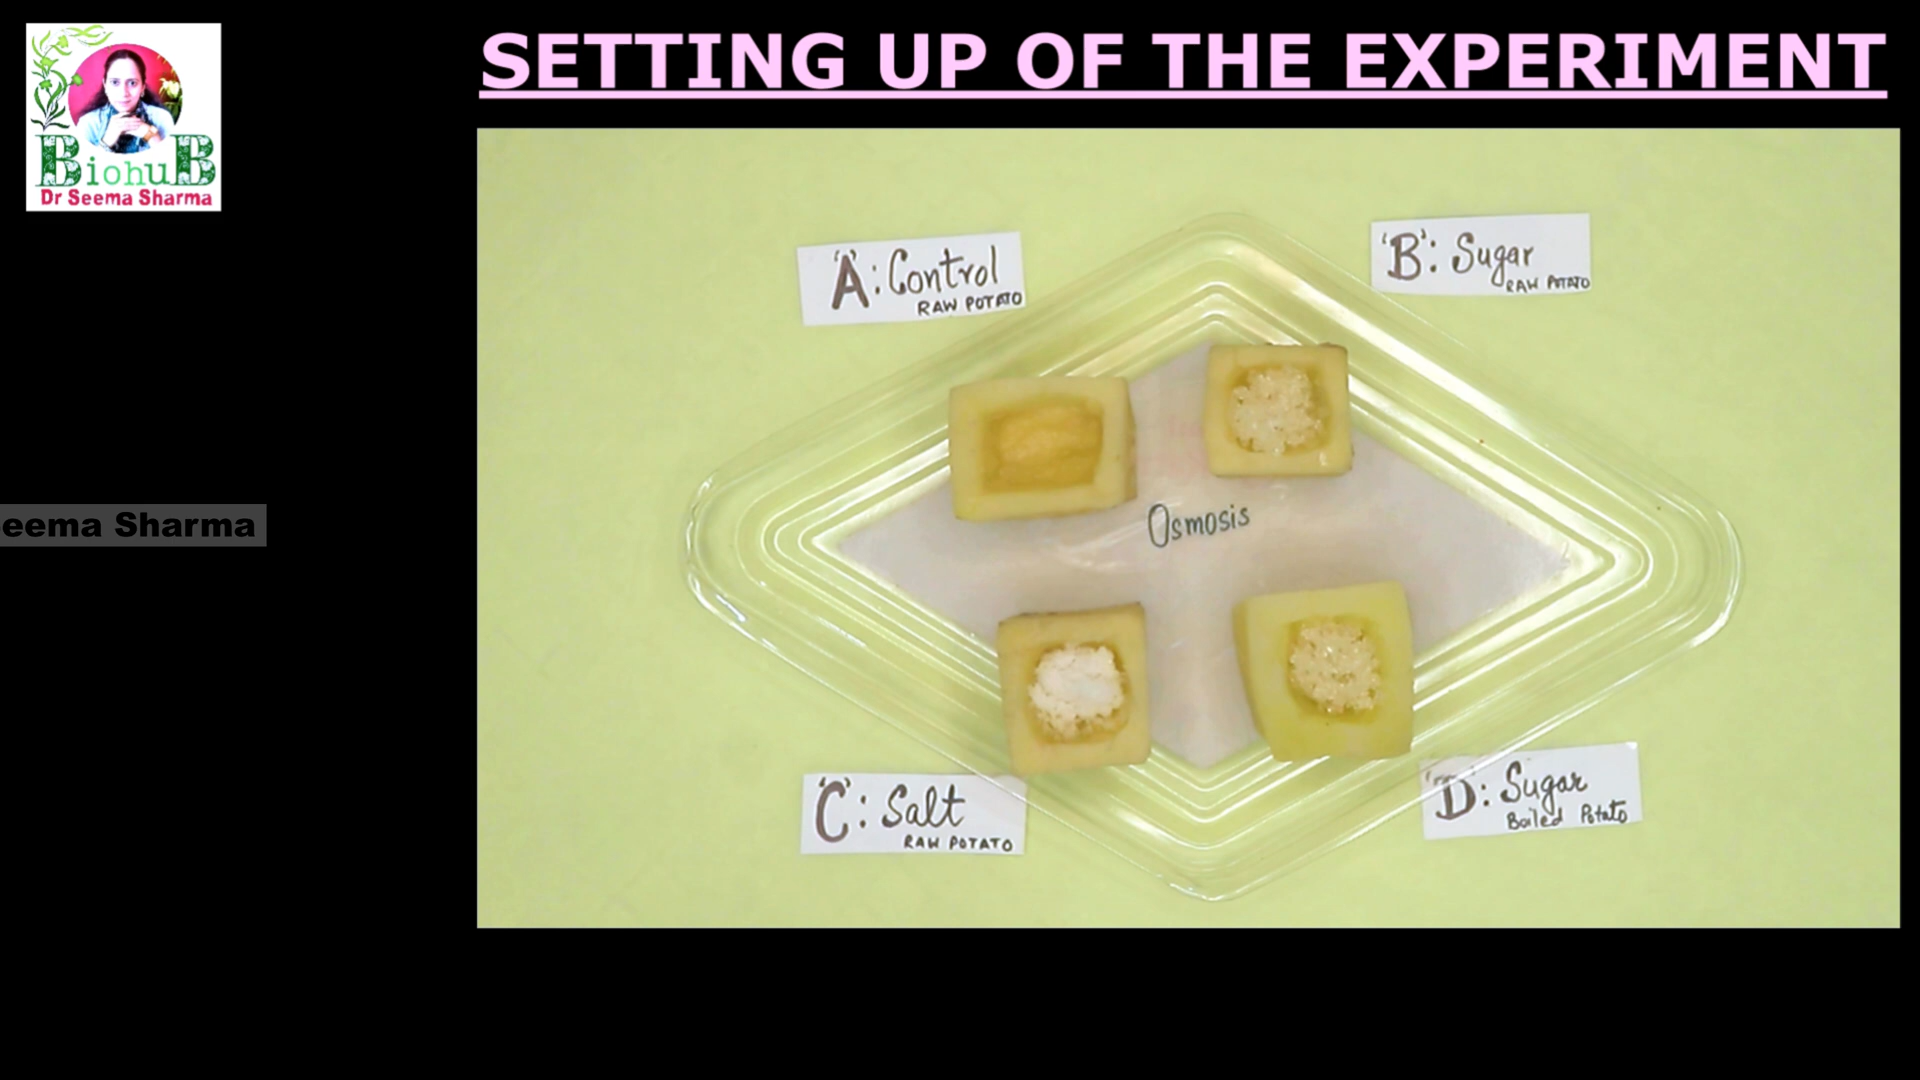 SETTING UP OF THE EXPERIMENT
BiohuB
Dr Seema Sharma
'A': Control
RAW POTATO
'B': Sugar
RAW POTATO
eema Sharma
Osmosis
'C': Salt
RAW POTATO
'D': Sugar
Boiled Potato